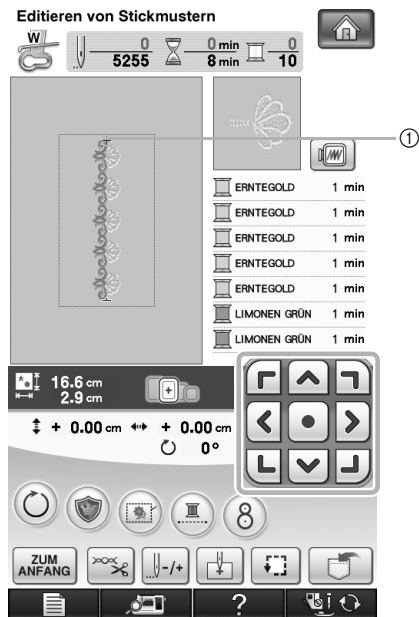 Editieren von Stickmustern
W
0 0 min 0
5255 8 min 10
①
ERNTEGOLD 1 min
ERNTEGOLD 1 min
ERNTEGOLD 1 min
ERNTEGOLD 1 min
ERNTEGOLD 1 min
LIMONEN GRÜN 1 min
LIMONEN GRÜN 1 min
16.6 cm
2.9 cm
+ 0.00 cm + 0.00 cm
0°
8
ZUM
ANFANG
-/+
?